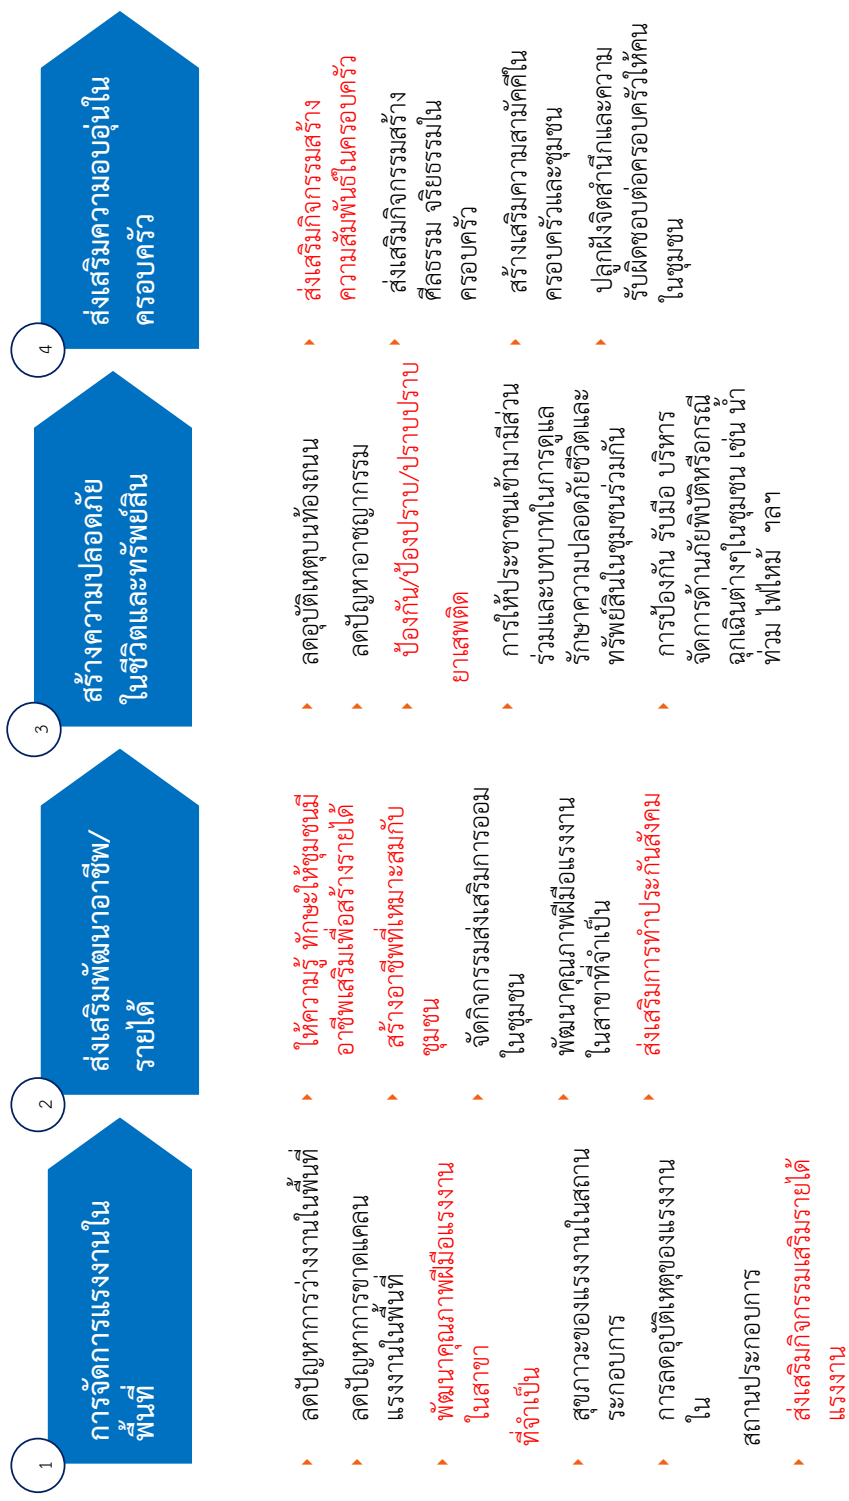 1
การจัดการแรงงานใน
พื้นที่
ลดปัญหาการว่างงานในพื้นที่
ลดปัญหาการขาดแคลน
แรงงานในพื้นที่
พัฒนาคุณภาพฝีมือแรงงาน
ในสาขา
ที่จำเป็น
สุขภาวะของแรงงานในสถาน
ระกอบการ
การลดอุบัติเหตุของแรงงาน
ใน
สถานประกอบการ
ส่งเสริมกิจกรรมเสริมรายได้
แรงงาน
2
ส่งเสริมพัฒนาอาชีพ/
รายได้
ให้ความรู้ ทักษะให้ชุมชนมี
อาชีพเสริมเพื่อสร้างรายได้
สร้างอาชีพที่เหมาะสมกับ
ชุมชน
จัดกิจกรรมส่งเสริมการออม
ในชุมชน
พัฒนาคุณภาพฝีมือแรงงาน
ในสาขาที่จำเป็น
ส่งเสริมการทำประกันสังคม
3
สร้างความปลอดภัย
ในชีวิตและทรัพย์สิน
ลดอุบัติเหตุบนท้องถนน
ลดปัญหาอาชญากรรม
ป้องกัน/ป้องปราบ/ปราบปราบ
ยาเสพติด
การให้ประชาชนเข้ามามีส่วน
ร่วมและบทบาทในการดูแล
รักษาความปลอดภัยชีวิตและ
ทรัพย์สินในชุมชนร่วมกัน
การป้องกัน รับมือ บริหาร
จัดการด้านภัยพิบัติหรือกรณี
ฉุกเฉินต่างๆในชุมชน เช่น น้ำ
ท่วม ไฟไหม้ ฯลฯ
4
ส่งเสริมความอบอุ่นใน
ครอบครัว
ส่งเสริมกิจกรรมสร้าง
ความสัมพันธ์ในครอบครัว
ส่งเสริมกิจกรรมสร้าง
ศีลธรรม จริยธรรมใน
ครอบครัว
สร้างเสริมความสามัคคีใน
ครอบครัวและชุมชน
ปลูกฝังจิตสำนึกและความ
รับผิดชอบต่อครอบครัวให้คน
ในชุมชน